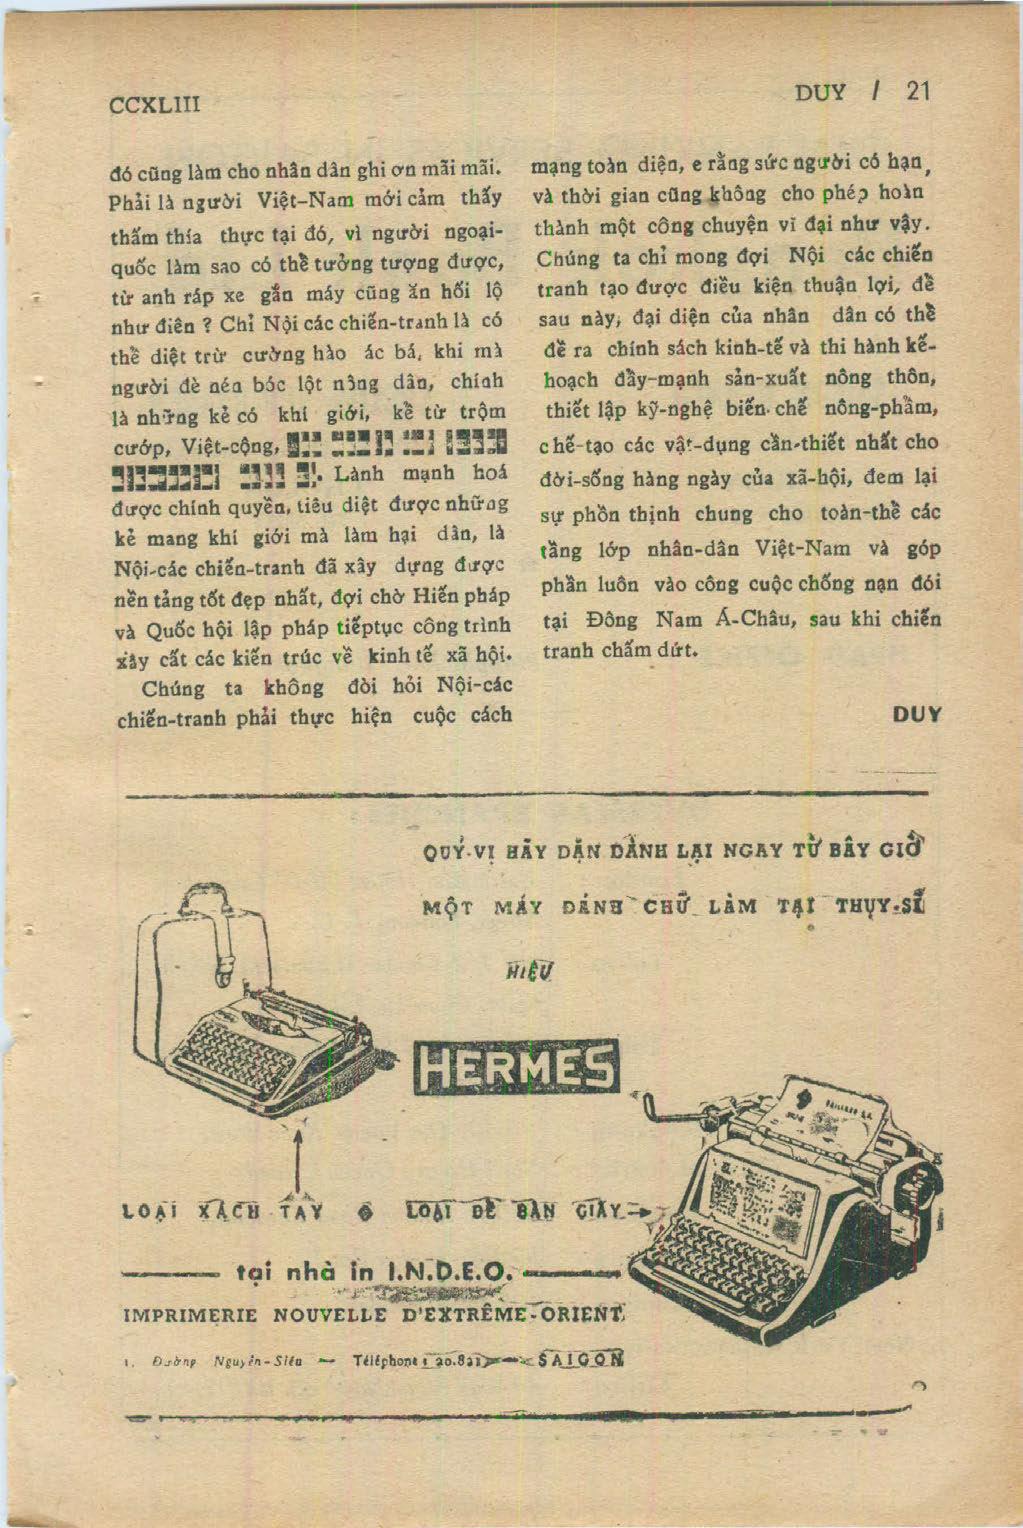 CCXLIII
DUY / 21
đó cũng làm cho nhân dân ghi ơn mãi mãi.
Phải là người Việt-Nam mới cảm thấy
thấm thía thực tại đó, vì người ngoại-
quốc làm sao có thể tưởng tượng được,
từ anh ráp xe gắn máy cũng ăn hối lộ
như điên ? Chỉ Nội các chiến-tranh là có
thể diệt trừ cường hào ác bá, khi mà
người đè nén bóc lột nông dân, chính
là những kẻ có khí giới, kể từ trộm
cướp, Việt-cộng,
Lành mạnh hoá
được chính quyền, tiêu diệt được những
kẻ mang khí giới mà làm hại dân, là
Nội-các chiến-tranh đã xây dựng được
nền tảng tốt đẹp nhất, đợi chờ Hiến pháp
và Quốc hội lập pháp tiếptục công trình
xây cất các kiến trúc về kinh tế xã hội.
Chúng ta không đòi hỏi Nội-các
chiến-tranh phải thực hiện cuộc cách
mạng toàn diện, e rằng sức người có hạn,
và thời gian cũng không cho phép hoàn
thành một công chuyện vĩ đại như vậy.
Chúng ta chỉ mong đợi Nội các chiến
tranh tạo được điều kiện thuận lợi, để
sau này, đại diện của nhân dân có thể
đề ra chính sách kinh-tế và thi hành kế-
hoạch đẩy-mạnh sản-xuất nông thôn,
thiết lập kỹ-nghệ biến-chế nông-phẩm,
chế-tạo các vật-dụng cần-thiết nhất cho
đời-sống hàng ngày của xã-hội, đem lại
sự phồn thịnh chung cho toàn-thể các
tầng lớp nhân-dân Việt-Nam và góp
phần luôn vào công cuộc chống nạn đói
tại Đông Nam Á-Châu, sau khi chiến
tranh chấm dứt.
DUY
QUÝ-VỊ HÃY DẶN DÀNH LẠI NGAY TỪ BÂY GIỜ
MỘT MÁY ĐÁNH CHỮ LÀM TẠI THỤY-SĨ
HIỆU
HERMES
LOẠI XÁCH TAY LOẠI ĐỂ BÀN GIẤY
tại nhà in I.N.D.E.O.
IMPRIMERIE NOUVELLE D'EXTRÊME-ORIENT
1, Đường Nguyễn-Siêu — Téléphone : 20.821 — SAIGON